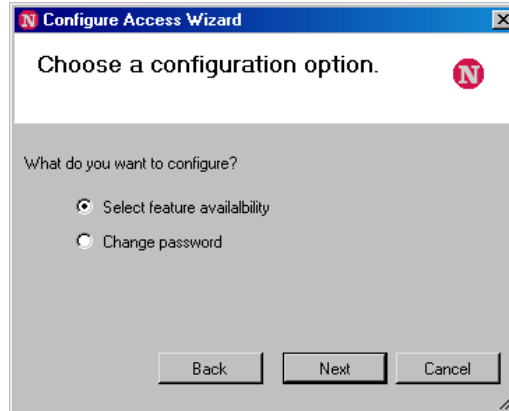 N Configure Access Wizard
Choose a configuration option.
N
What do you want to configure?
Select feature availalbility
Change password
Back Next Cancel